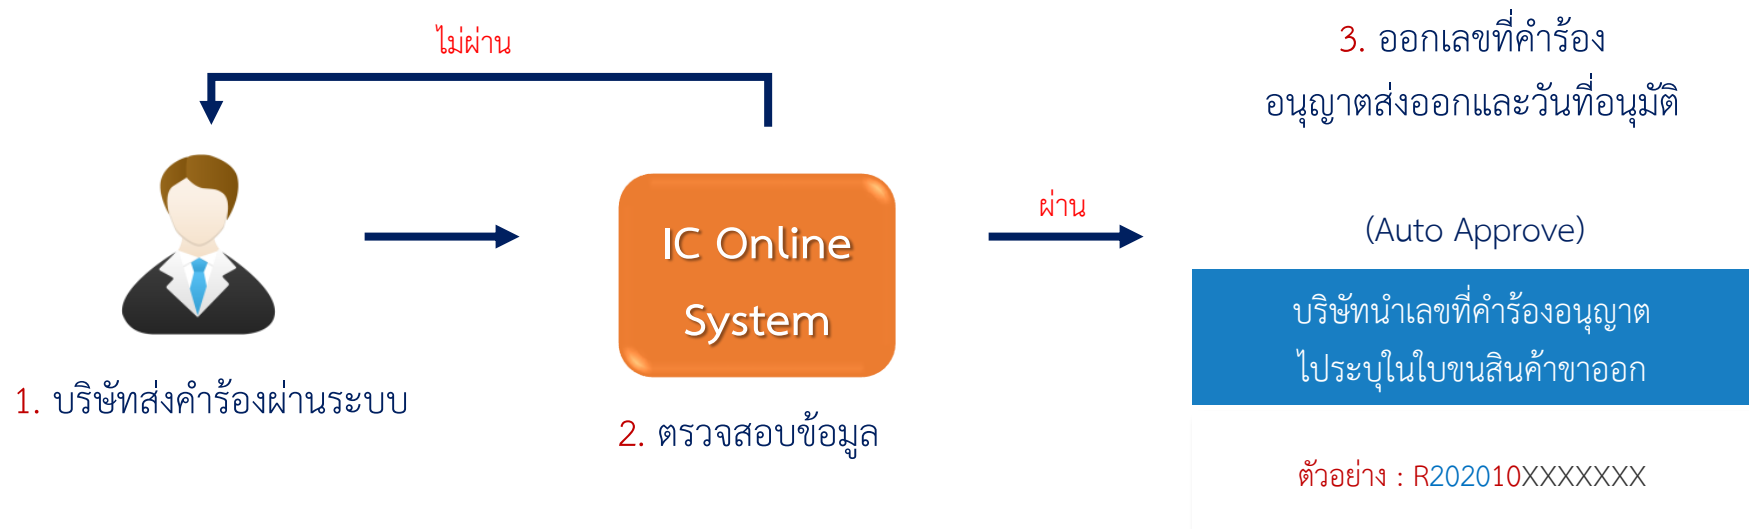 ไม่ผ่าน
1. บริษัทส่งคำร้องผ่านระบบ
IC Online
System
2. ตรวจสอบข้อมูล
ผ่าน
3. ออกเลขที่คำร้อง
อนุญาตส่งออกและวันที่อนุมัติ
(Auto Approve)
บริษัทนำเลขที่คำร้องอนุญาต
ไประบุในใบขนสินค้าขาออก
ตัวอย่าง : R202010XXXXXXX